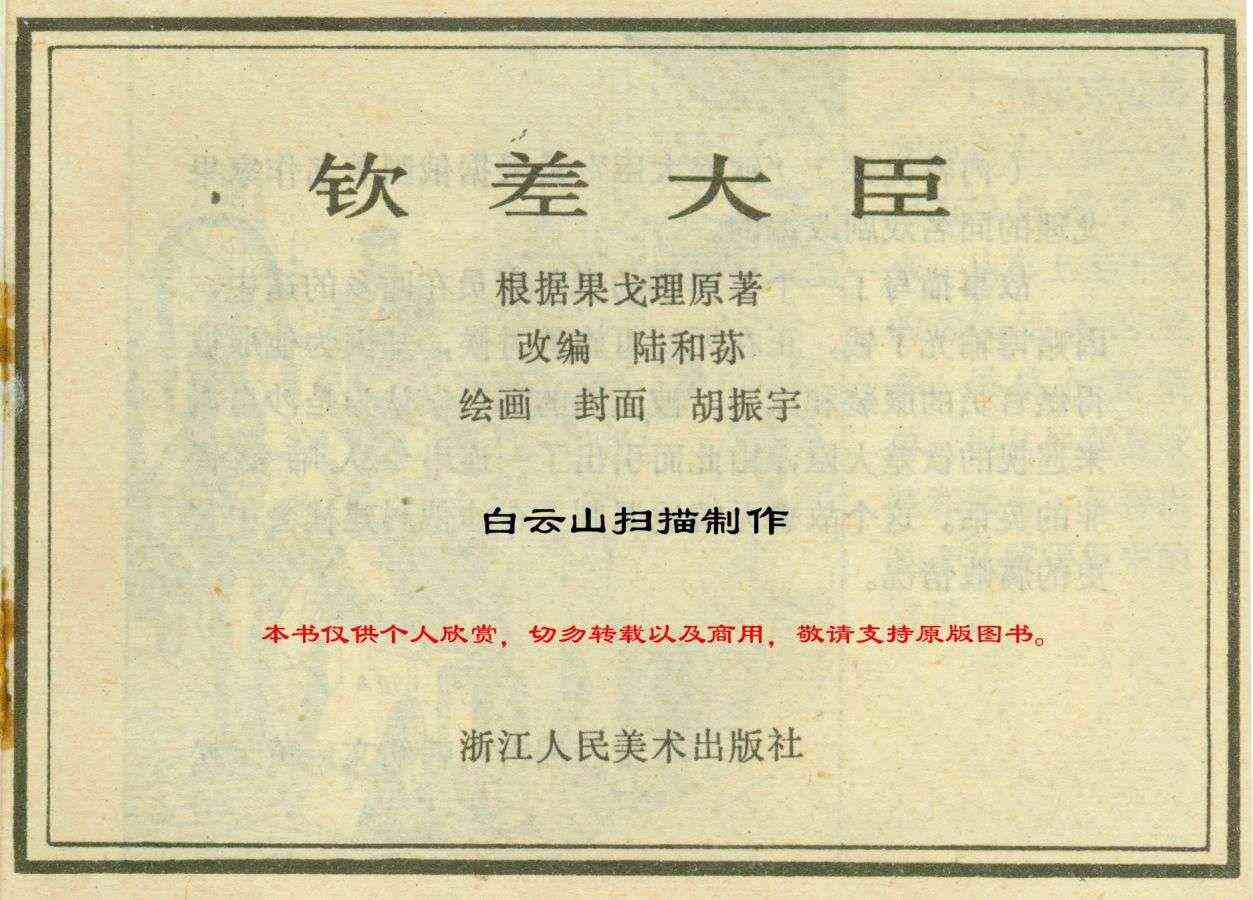 钦差大臣
根据果戈理原著
改编 陆和荪
绘画 封面 胡振宇
白云山扫描制作
本书仅供个人欣赏，切勿转载以及商用，敬请支持原版图书。
浙江人民美术出版社